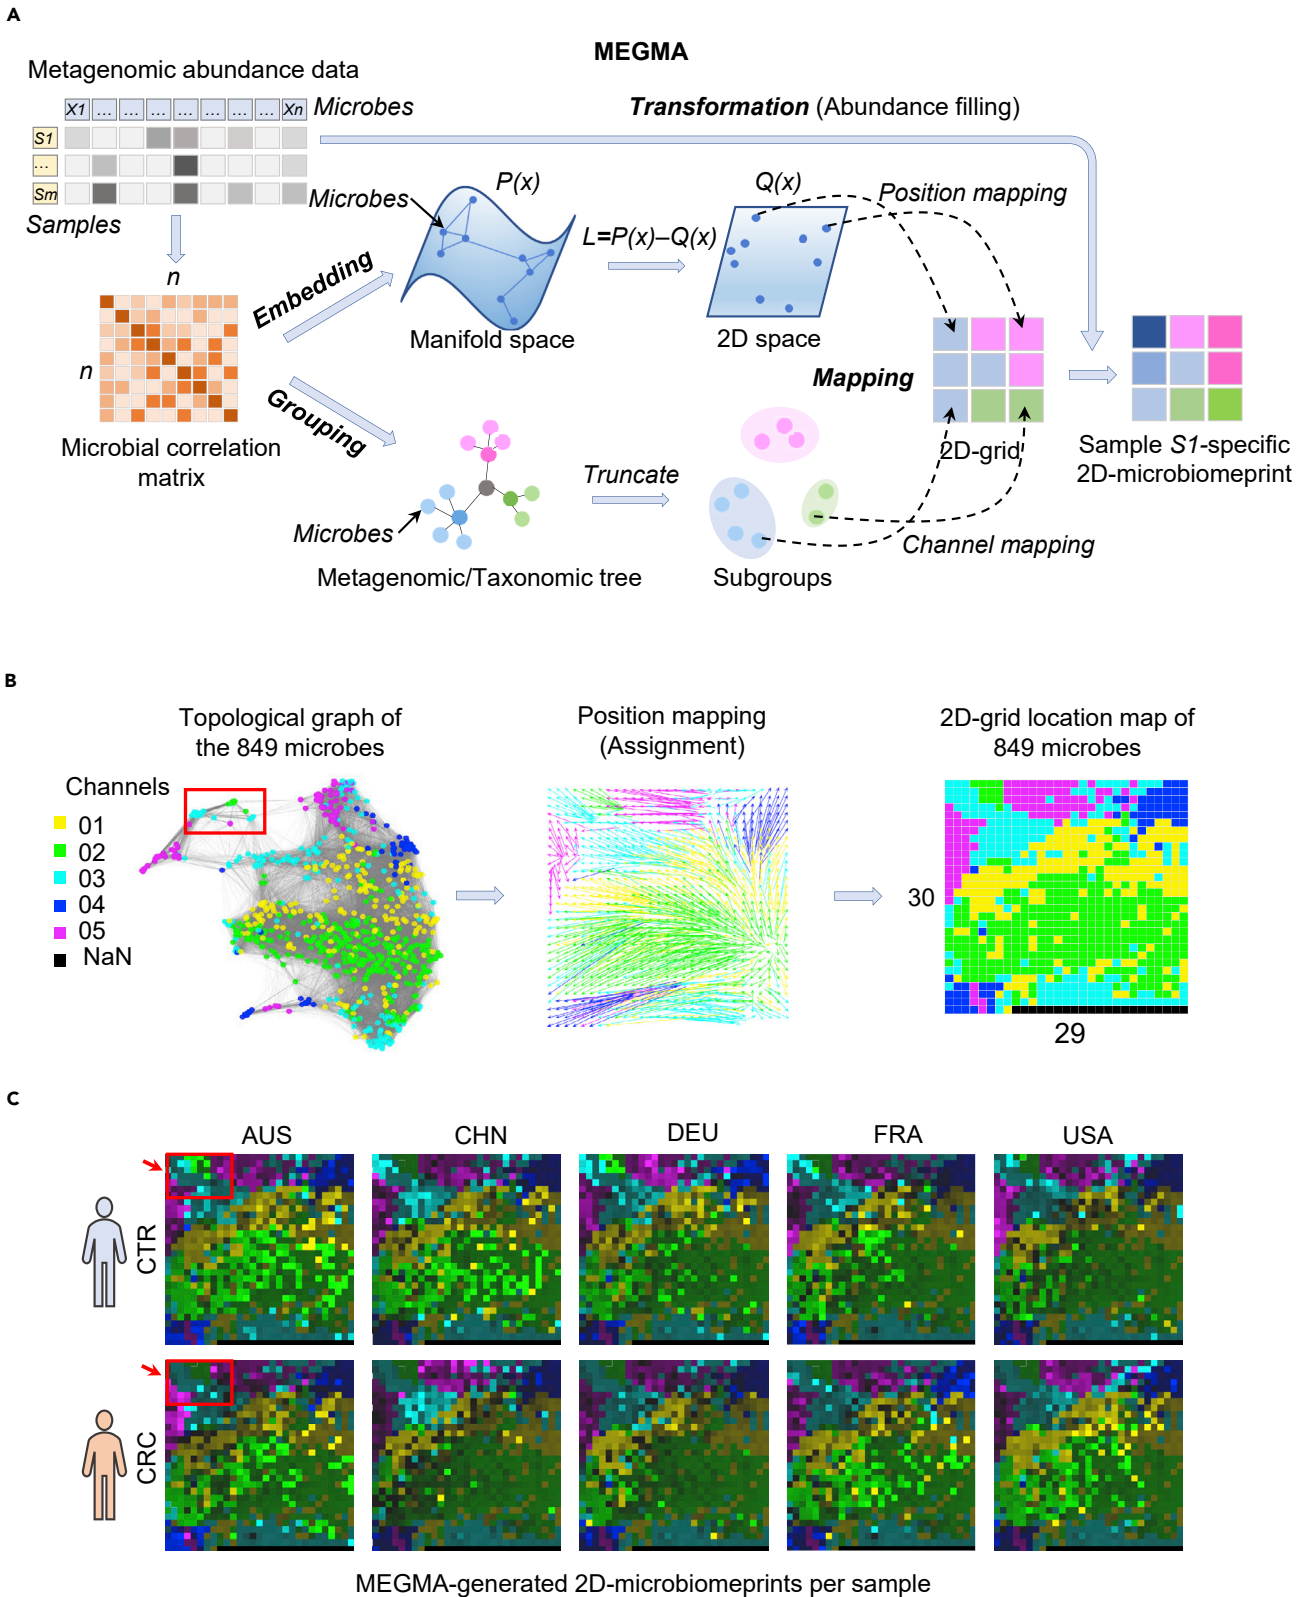 A
MEGMA
Metagenomic abundance data
X1 ... ... ... ... ... ... ... Xn Microbes
Transformation (Abundance filling)
S1
...
Sm
Samples
Microbes
P(x)
L=P(x)–Q(x)
Q(x)
Position mapping
n
n
Embedding
Manifold space
2D space
Mapping
Grouping
Microbial correlation
matrix
2D-grid
Sample S1-specific
2D-microbiomeprint
Truncate
Microbes
Channel mapping
Metagenomic/Taxonomic tree
Subgroups
B
Topological graph of
the 849 microbes
Position mapping
(Assignment)
2D-grid location map of
849 microbes
Channels
01
02
03
04
05
NaN
30
29
C
AUS
CHN
DEU
FRA
USA
CTR
CRC
MEGMA-generated 2D-microbiomeprints per sample